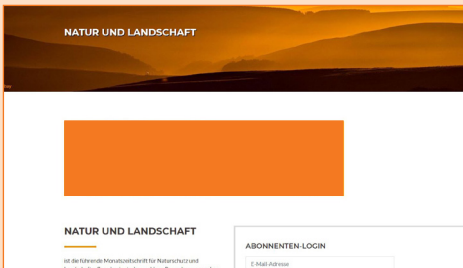 NATUR UND LANDSCHAFT
NATUR UND LANDSCHAFT
ist die führende Monatszeitschrift für Naturschutz und
ABONNENTEN-LOGIN
E-Mail-Adresse